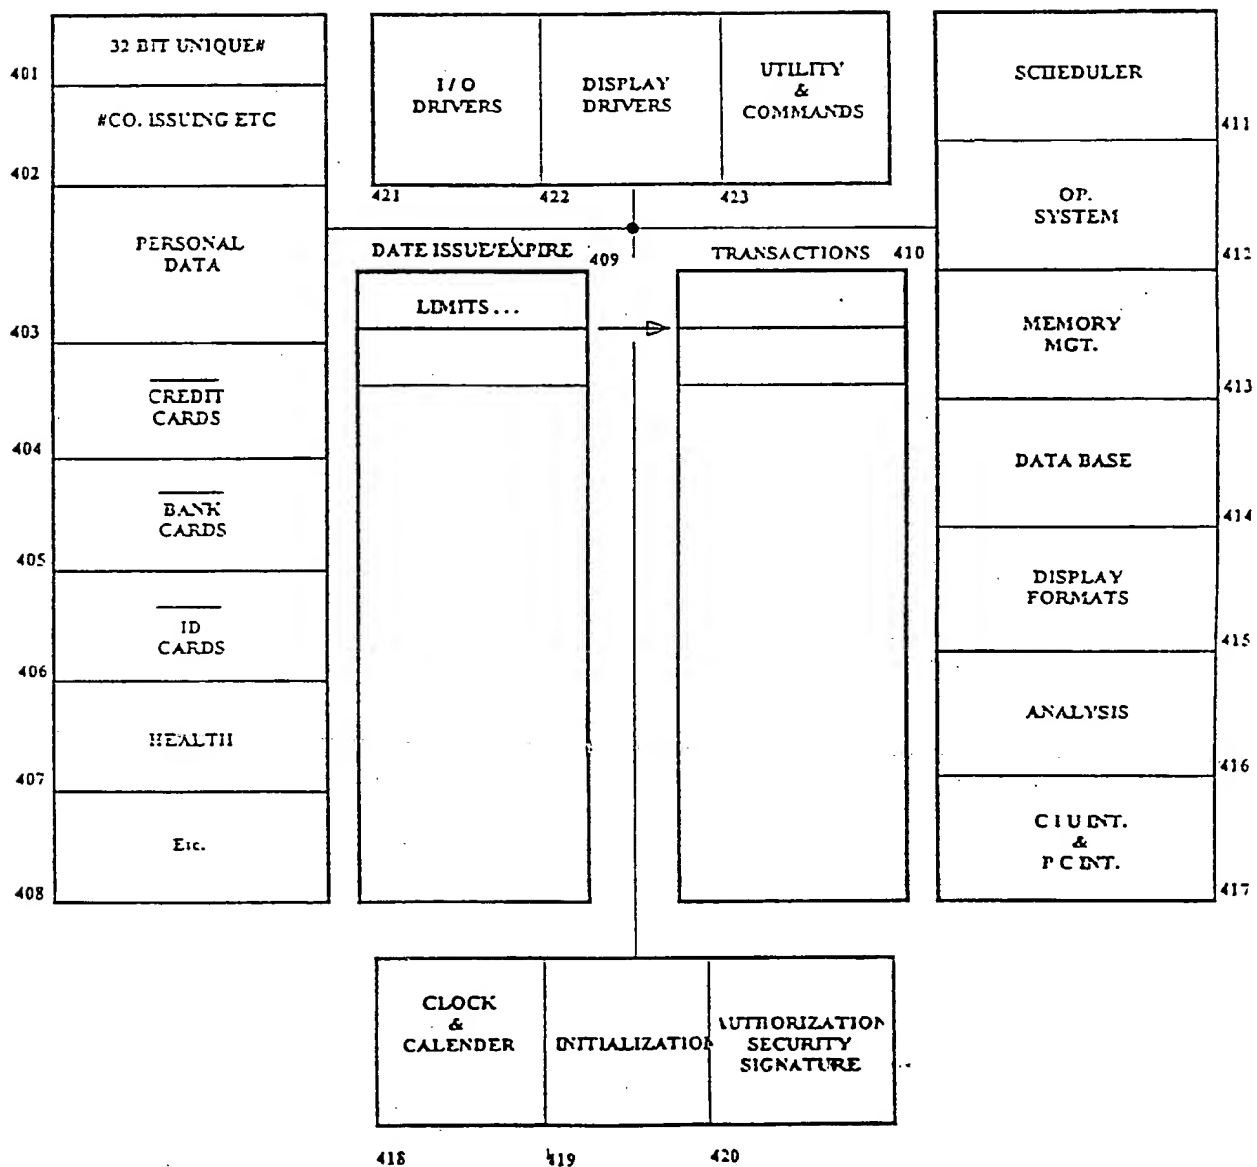 32 BIT UNIQUE#
401
#CO. ISSUING ETC
402
PERSONAL
DATA
403
CREDIT
CARDS
404
BANK
CARDS
405
ID
CARDS
406
HEALTH
407
Etc.
408
I/O
DRIVERS
DISPLAY
DRIVERS
UTILITY
&
COMMANDS
421
422
423
DATE ISSUE/EXPIRE
409
LIMITS...
TRANSACTIONS
410
SCHEDULER
411
OP.
SYSTEM
412
MEMORY
MGT.
413
DATA BASE
414
DISPLAY
FORMATS
415
ANALYSIS
416
C I U INT.
&
P C INT.
417
CLOCK
&
CALENDER
INITIALIZATION
AUTHORIZATION
SECURITY
SIGNATURE
418
419
420